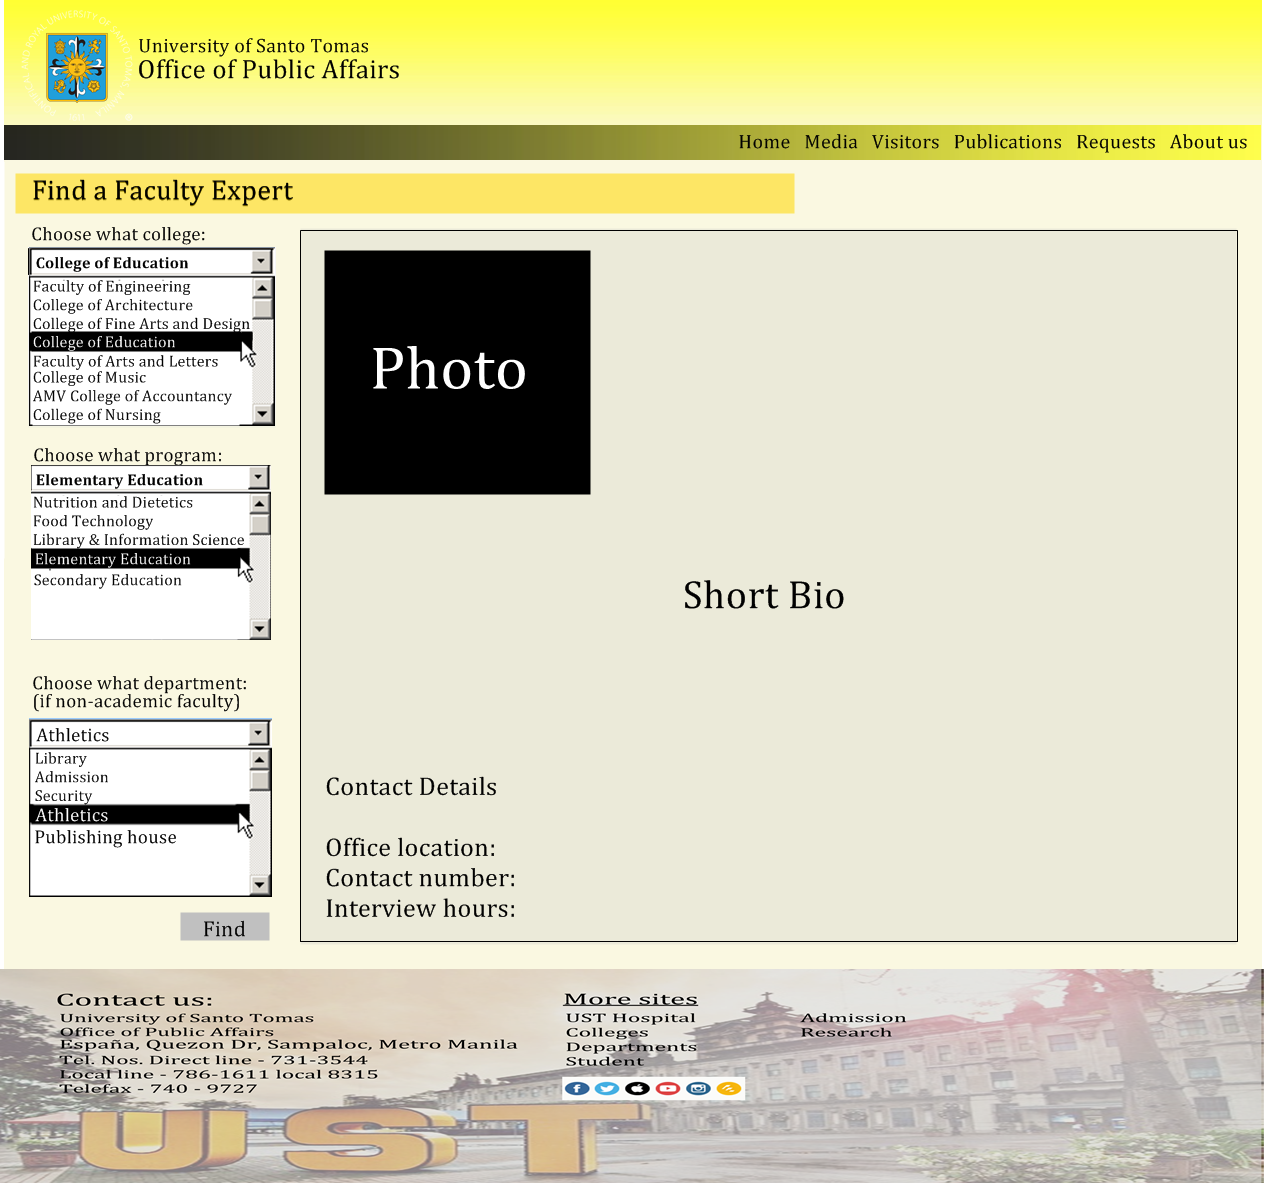 University of Santo Tomas
Office of Public Affairs
Home Media Visitors Publications Requests About us
Find a Faculty Expert
Choose what college:
College of Education
Faculty of Engineering
College of Architecture
College of Fine Arts and Design
College of Education
Faculty of Arts and Letters
College of Music
AMV College of Accountancy
College of Nursing
Choose what program:
Elementary Education
Nutrition and Dietetics
Food Technology
Library & Information Science
Elementary Education
Secondary Education
Choose what department:
(if non-academic faculty)
Athletics
Library
Admission
Security
Athletics
Publishing house
Find
Photo
Short Bio
Contact Details
Office location:
Contact number:
Interview hours:
Contact us:
University of Santo Tomas
Office of Public Affairs
España, Quezon Dr, Sampaloc, Metro Manila
Tel. Nos. Direct line - 731-3544
Local line - 786-1611 local 8315
Telefax - 740 - 9727
More sites
UST Hospital
Colleges
Departments
Student
Admission
Research
UST